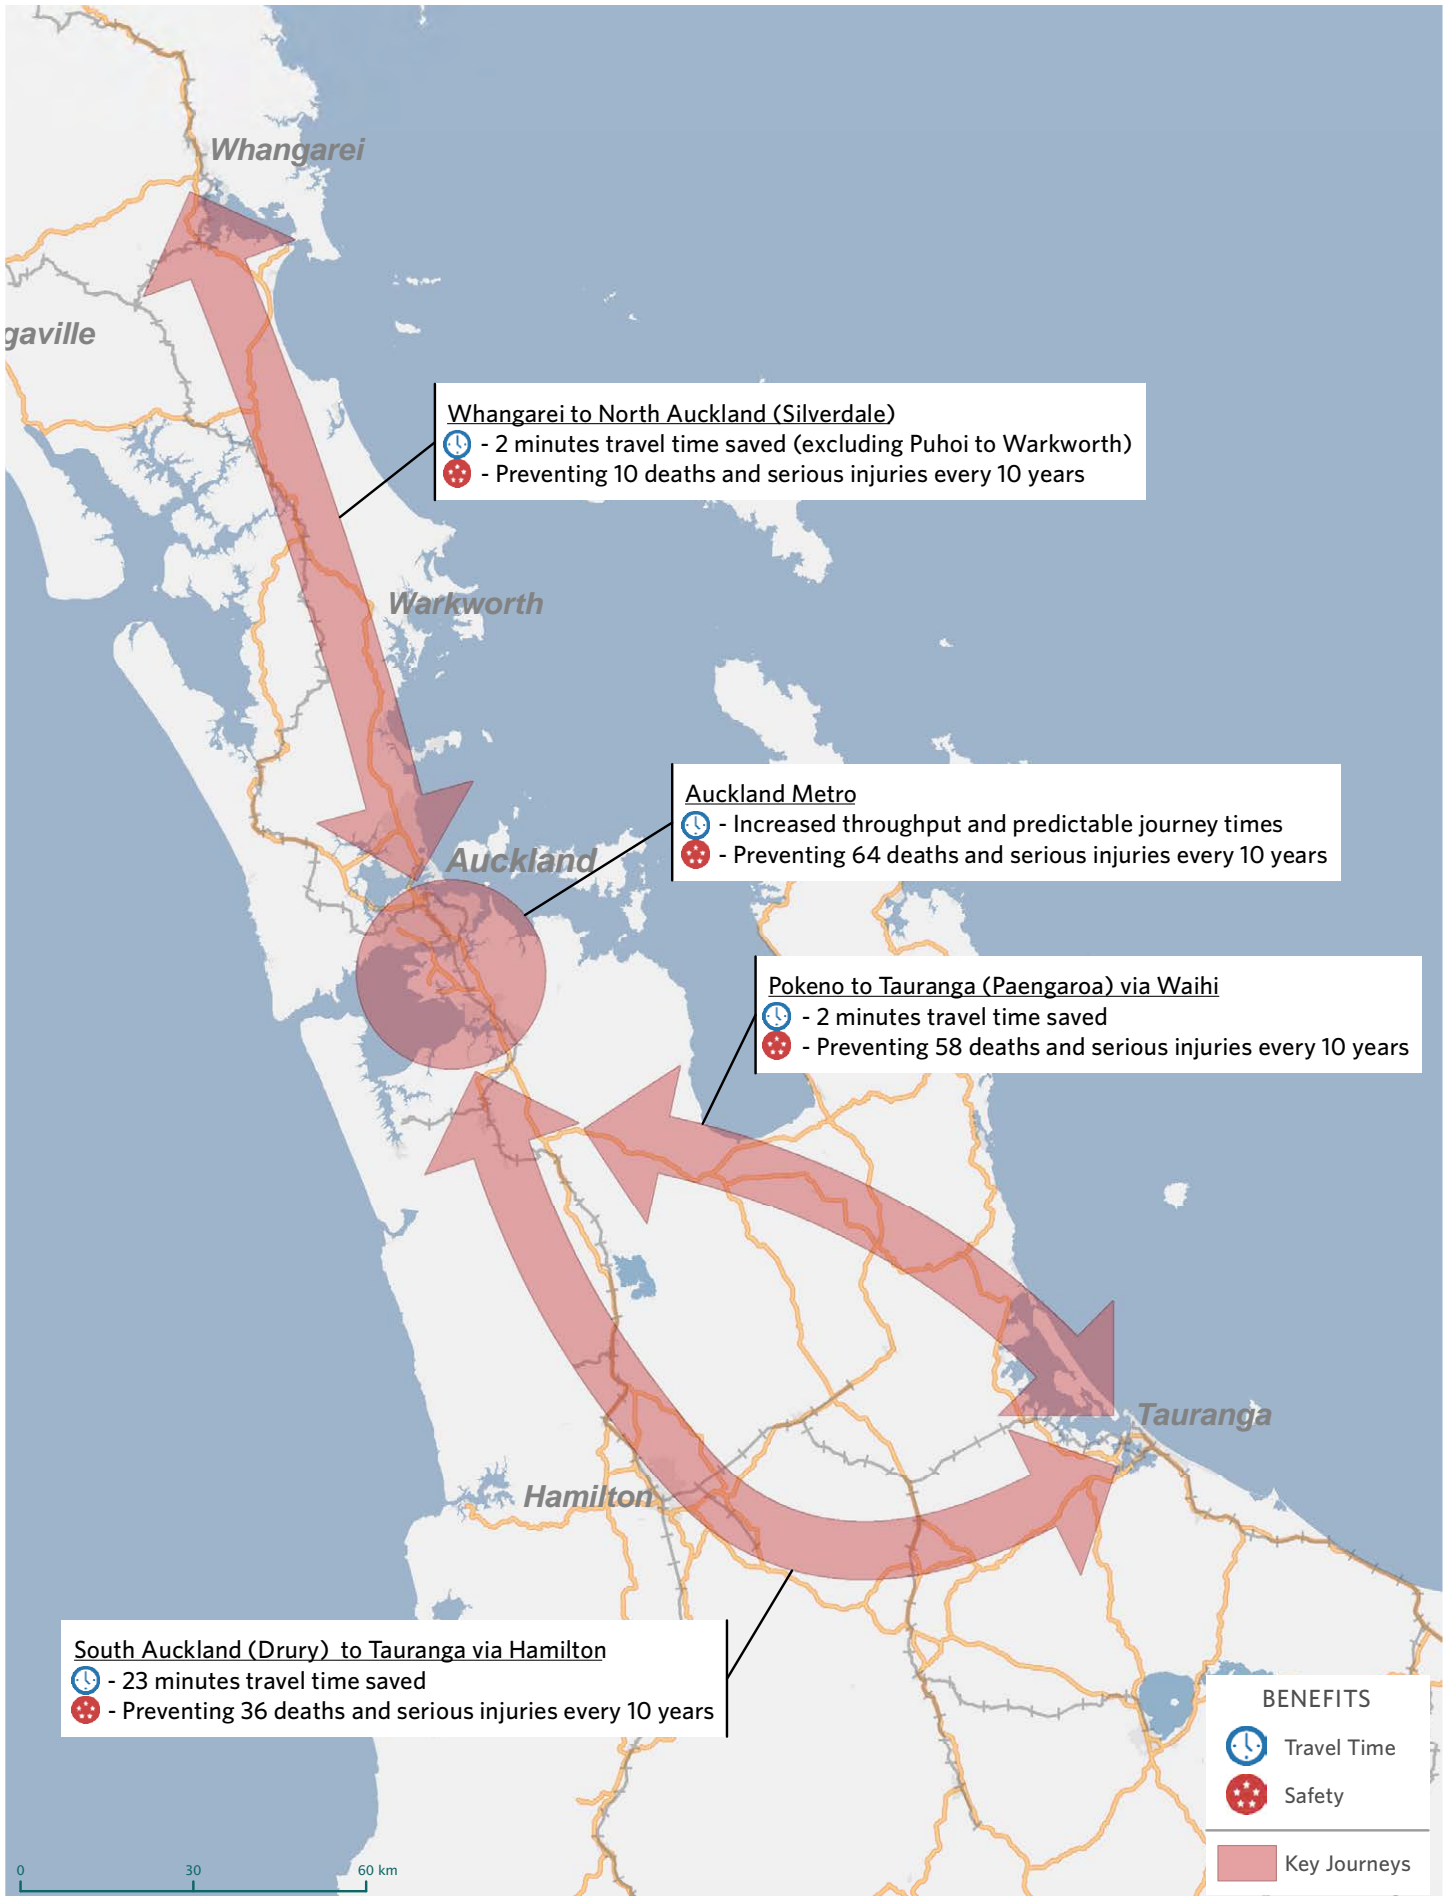 Whangarei
gaville
Whangarei to North Auckland (Silverdale)
- 2 minutes travel time saved (excluding Puhoi to Warkworth)
- Preventing 10 deaths and serious injuries every 10 years
Warkworth
Auckland Metro
- Increased throughput and predictable journey times
- Preventing 64 deaths and serious injuries every 10 years
Auckland
Pokeno to Tauranga (Paengaroa) via Waihi
- 2 minutes travel time saved
- Preventing 58 deaths and serious injuries every 10 years
Tauranga
Hamilton
South Auckland (Drury) to Tauranga via Hamilton
- 23 minutes travel time saved
- Preventing 36 deaths and serious injuries every 10 years
BENEFITS
Travel Time
Safety
Key Journeys
0 30 60 km